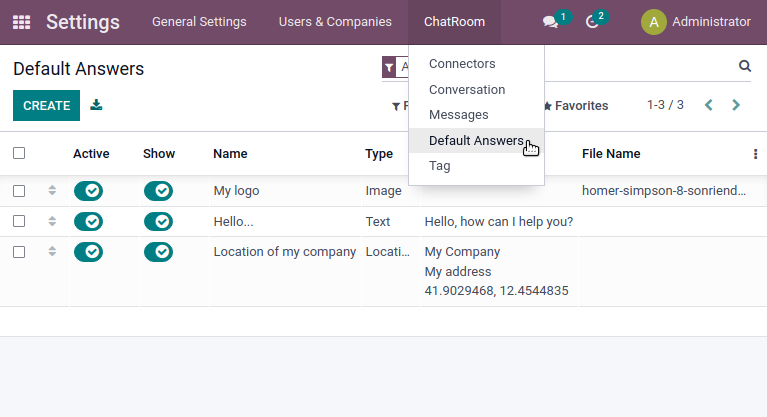 Settings General Settings Users & Companies ChatRoom 1 2 A Administrator
Default Answers
Connectors
Conversation
Messages
Default Answers
Tag
CREATE
Favorites 1-3 / 3
Active Show Name Type File Name
My logo Image homer-simpson-8-sonriend...
Hello... Text Hello, how can I help you?
Location of my company Locati... My Company
My address
41.9029468, 12.4544835